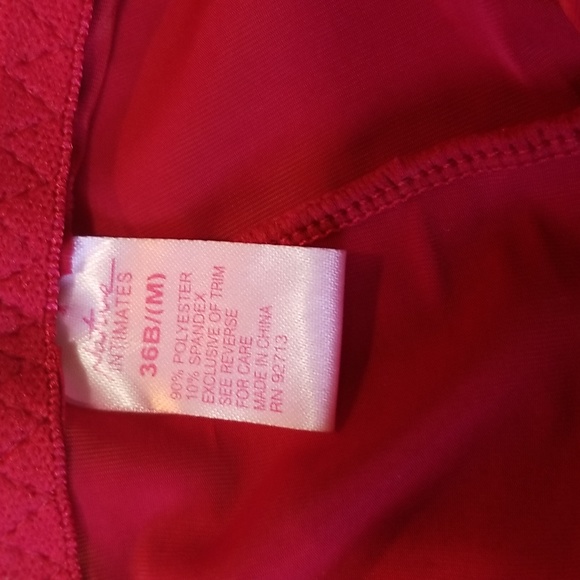 INTIMATES
36B/(M)
90% POLYESTER
10% SPANDEX
EXCLUSIVE OF TRIM
SEE REVERSE
FOR CARE
MADE IN CHINA
RN 92713